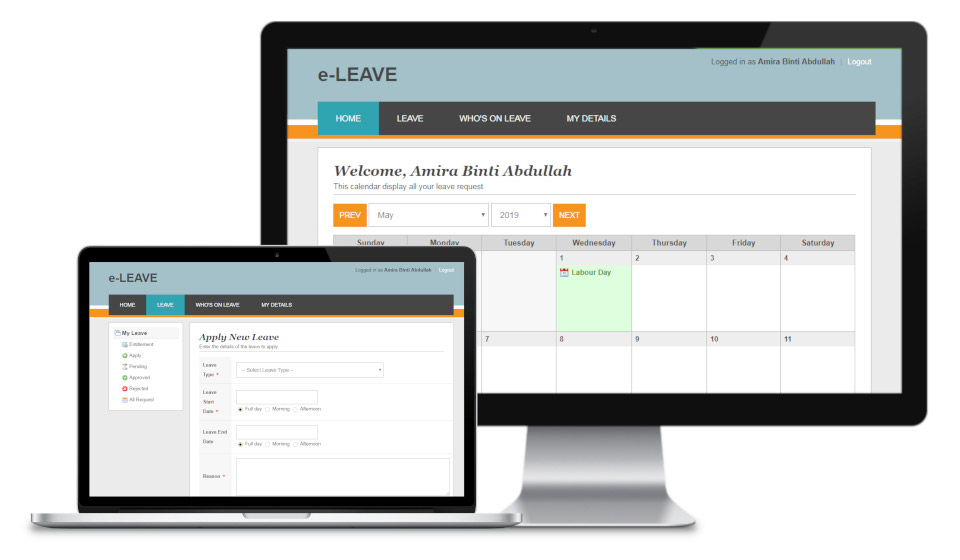 Logged in as Amira Binti Abdullah | Logout
e-LEAVE
HOME LEAVE WHO'S ON LEAVE MY DETAILS
Welcome, Amira Binti Abdullah
This calendar display all your leave request
PREV May 2019 NEXT
Sunday Monday Tuesday Wednesday Thursday Friday Saturday
1 2 3 4
Labour Day
7 8 9 10 11
Logged in as Amira Binti Abdullah | Logout
e-LEAVE
HOME LEAVE WHO'S ON LEAVE MY DETAILS
My Leave
Entitlement
Apply
Pending
Approved
Rejected
All Request
Apply New Leave
Enter the details of the leave to apply
Leave
Type *
-- Select Leave Type --
Leave
Start
Date *
Full day Morning Afternoon
Leave End
Date
Full day Morning Afternoon
Reason *